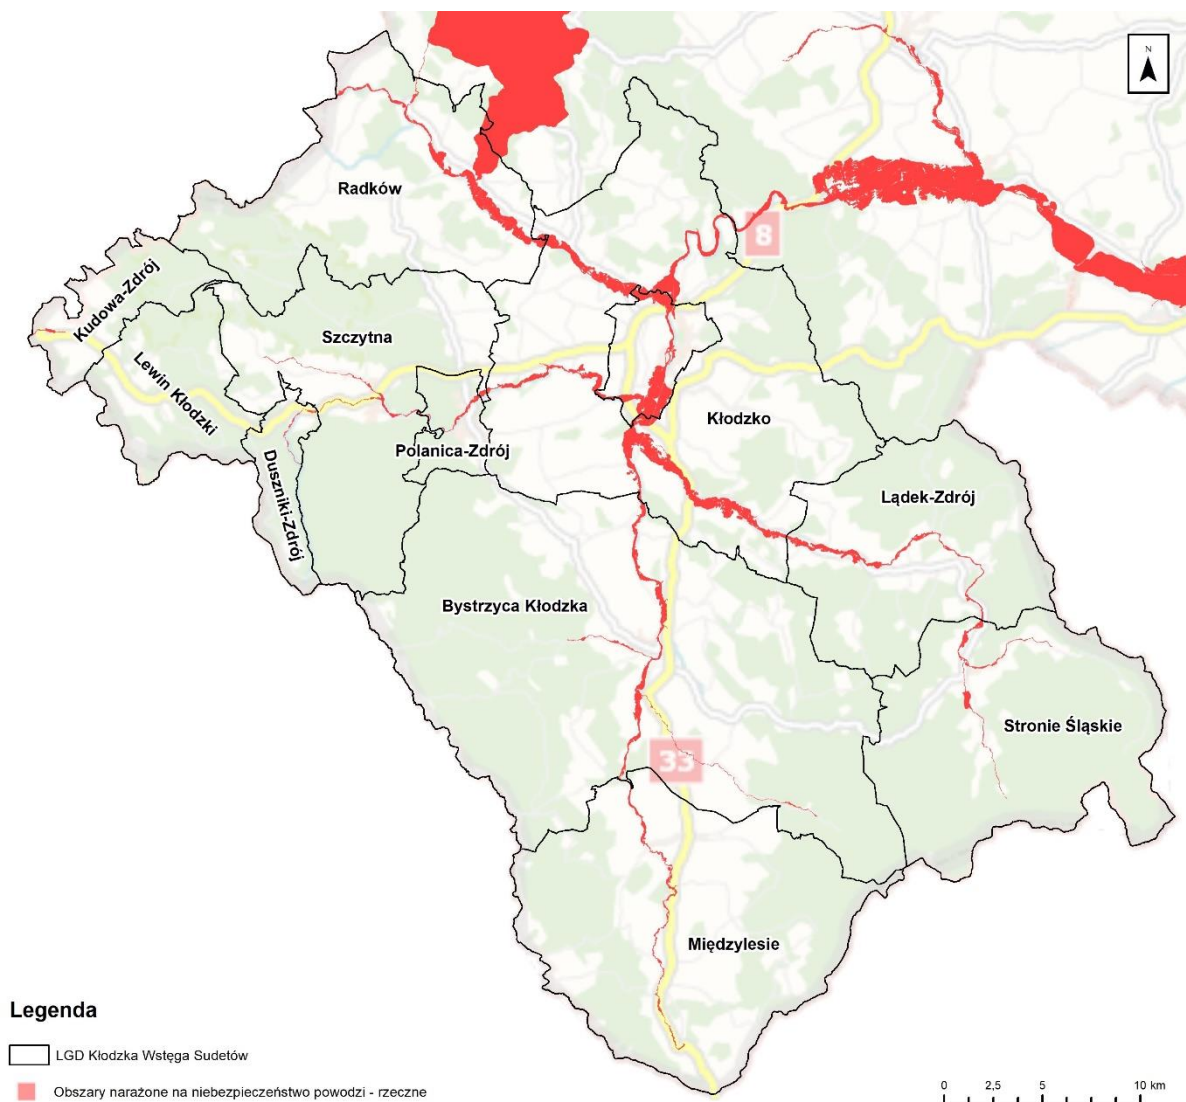 N
Radków
8
Kudowa-Zdrój
Szczytna
Lewin Kłodzki
Kłodzko
Polanica-Zdrój
Duszniki-Zdrój
Lądek-Zdrój
Bystrzyca Kłodzka
Stronie Śląskie
33
Międzylesie
Legenda
LGD Kłodzka Wstęga Sudetów
Obszary narażone na niebezpieczeństwo powodzi - rzeczne
0 2,5 5 10 km